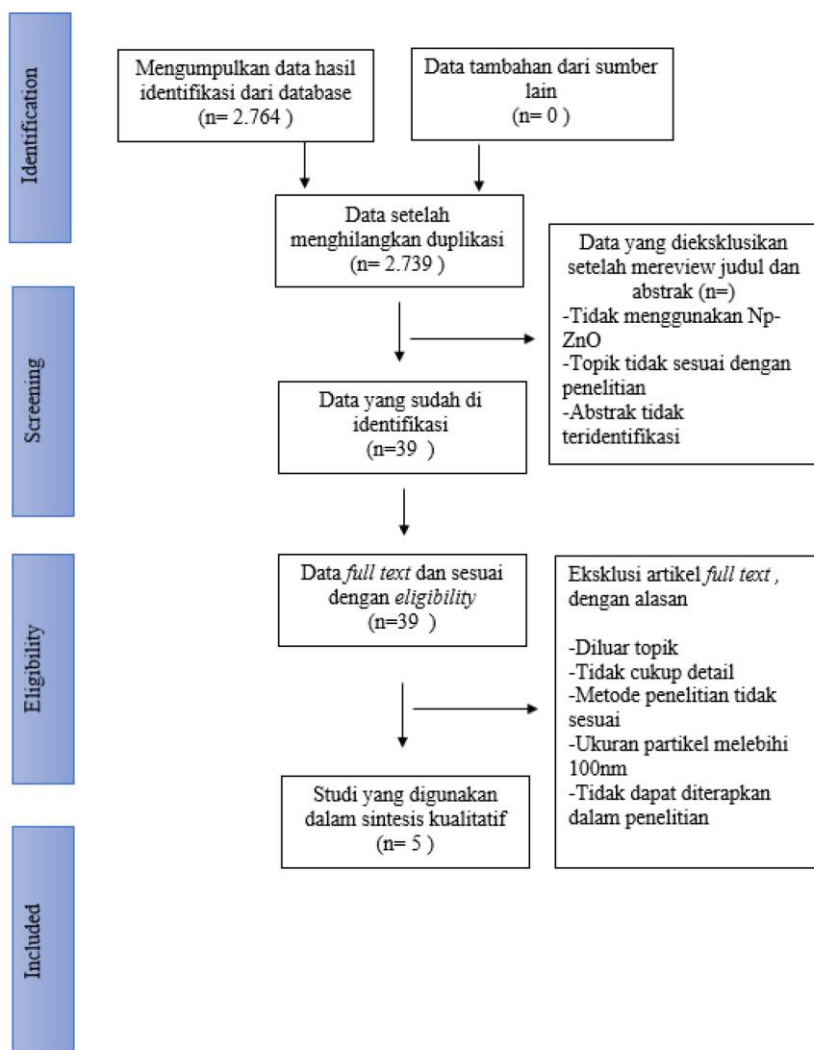 Identification
Mengumpulkan data hasil
identifikasi dari database
(n= 2.764 )
Data tambahan dari sumber
lain
(n= 0 )
Data setelah
menghilangkan duplikasi
(n= 2.739 )
Data yang dieksklusikan
setelah mereview judul dan
abstrak (n=)
-Tidak menggunakan Np-
ZnO
-Topik tidak sesuai dengan
penelitian
-Abstrak tidak
teridentifikasi
Screening
Data yang sudah di
identifikasi
(n=39 )
Eligibility
Data full text dan sesuai
dengan eligibility
(n=39 )
Eksklusi artikel full text ,
dengan alasan
-Diluar topik
-Tidak cukup detail
-Metode penelitian tidak
sesuai
-Ukuran partikel melebihi
100nm
-Tidak dapat diterapkan
dalam penelitian
Studi yang digunakan
dalam sintesis kualitatif
(n= 5 )
Included